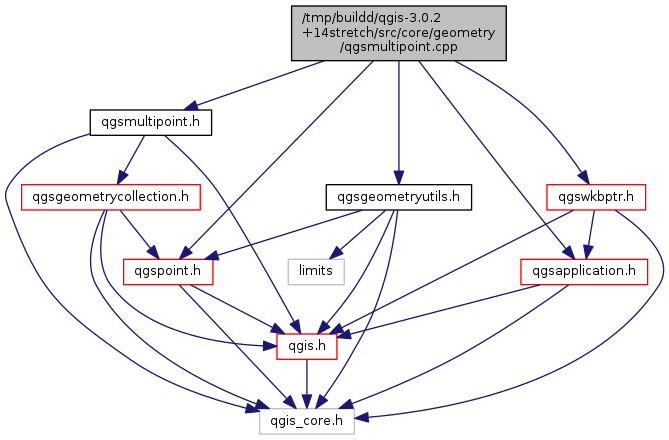 /tmp/buildd/qgis-3.0.2
+14stretch/src/core/geometry
/qgsmultipoint.cpp
qgsmultipoint.h
qgsgeometrycollection.h
qgsgeometryutils.h
qgswkbptr.h
qgspoint.h
limits
qgsapplication.h
qgis.h
qgis_core.h